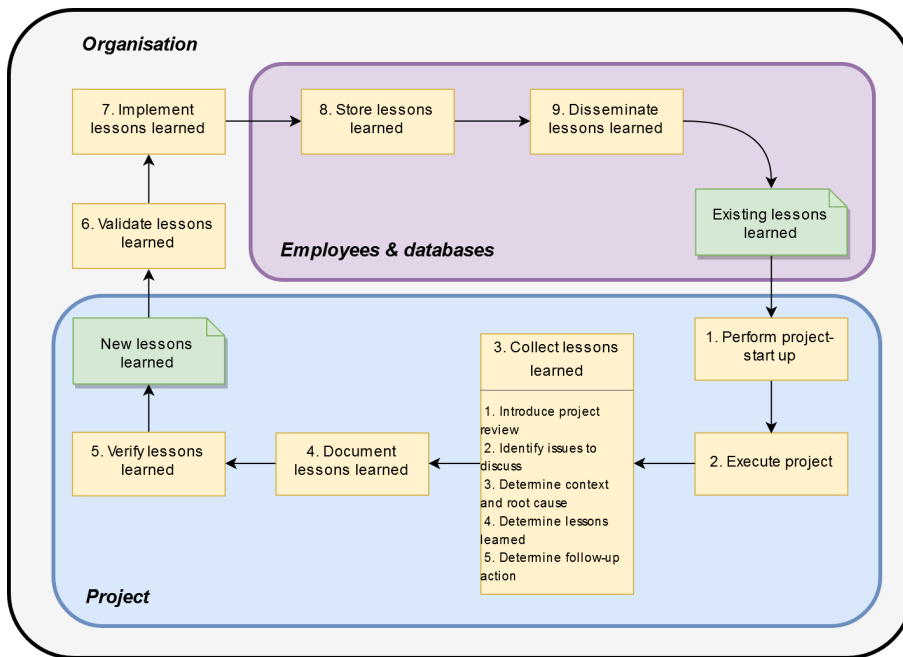 Organisation
7. Implement
lessons learned
8. Store lessons
learned
9. Disseminate
lessons learned
6. Validate lessons
learned
Existing lessons
learned
Employees & databases
New lessons
learned
1. Perform project-
start up
3. Collect lessons
learned
1. Introduce project
review
2. Identify issues to
discuss
3. Determine context
and root cause
4. Determine lessons
learned
5. Determine follow-up
action
5. Verify lessons
learned
4. Document
lessons learned
2. Execute project
Project